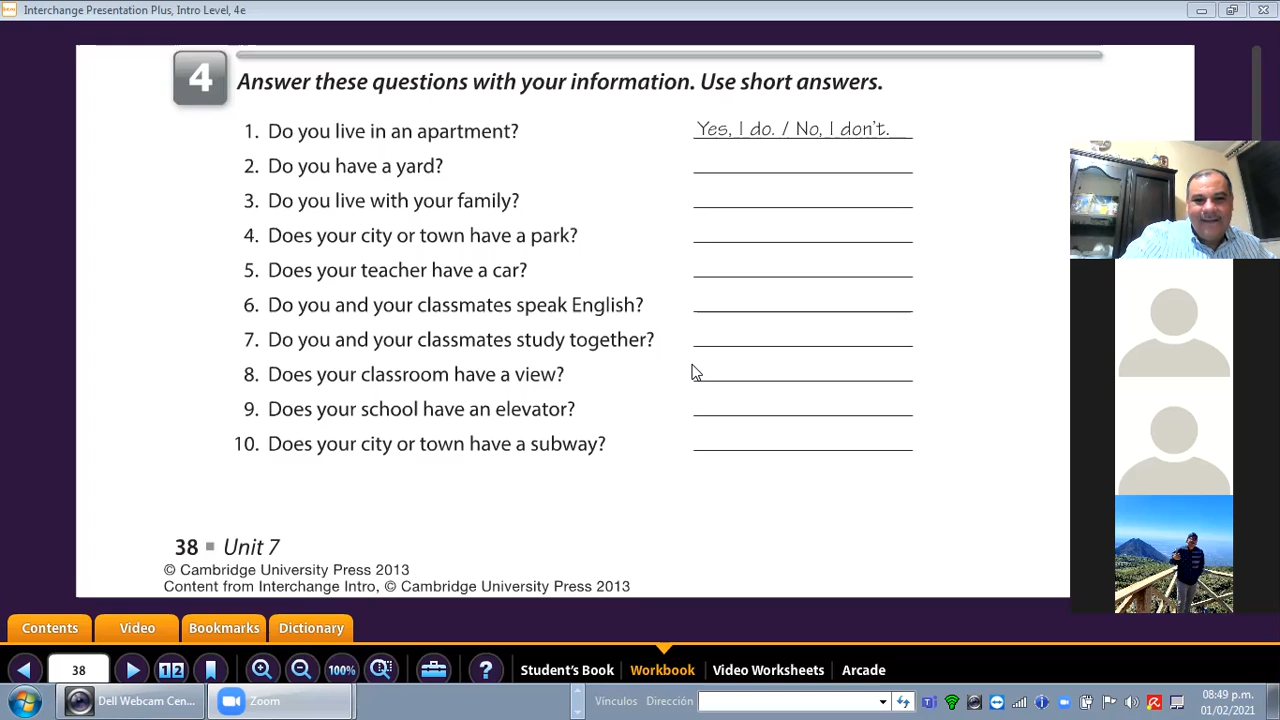 Interchange Presentation Plus, Intro Level, 4e
4 Answer these questions with your information. Use short answers.
1. Do you live in an apartment? Yes, I do. / No, I don't.
2. Do you have a yard?
3. Do you live with your family?
4. Does your city or town have a park?
5. Does your teacher have a car?
6. Do you and your classmates speak English?
7. Do you and your classmates study together?
8. Does your classroom have a view?
9. Does your school have an elevator?
10. Does your city or town have a subway?
38 ■ Unit 7
© Cambridge University Press 2013
Content from Interchange Intro, © Cambridge University Press 2013
Contents Video Bookmarks Dictionary
38 12 100% ? Student's Book Workbook Video Worksheets Arcade
Dell Webcam Cen... Zoom Vínculos Dirección 08:49 p.m.
01/02/2021